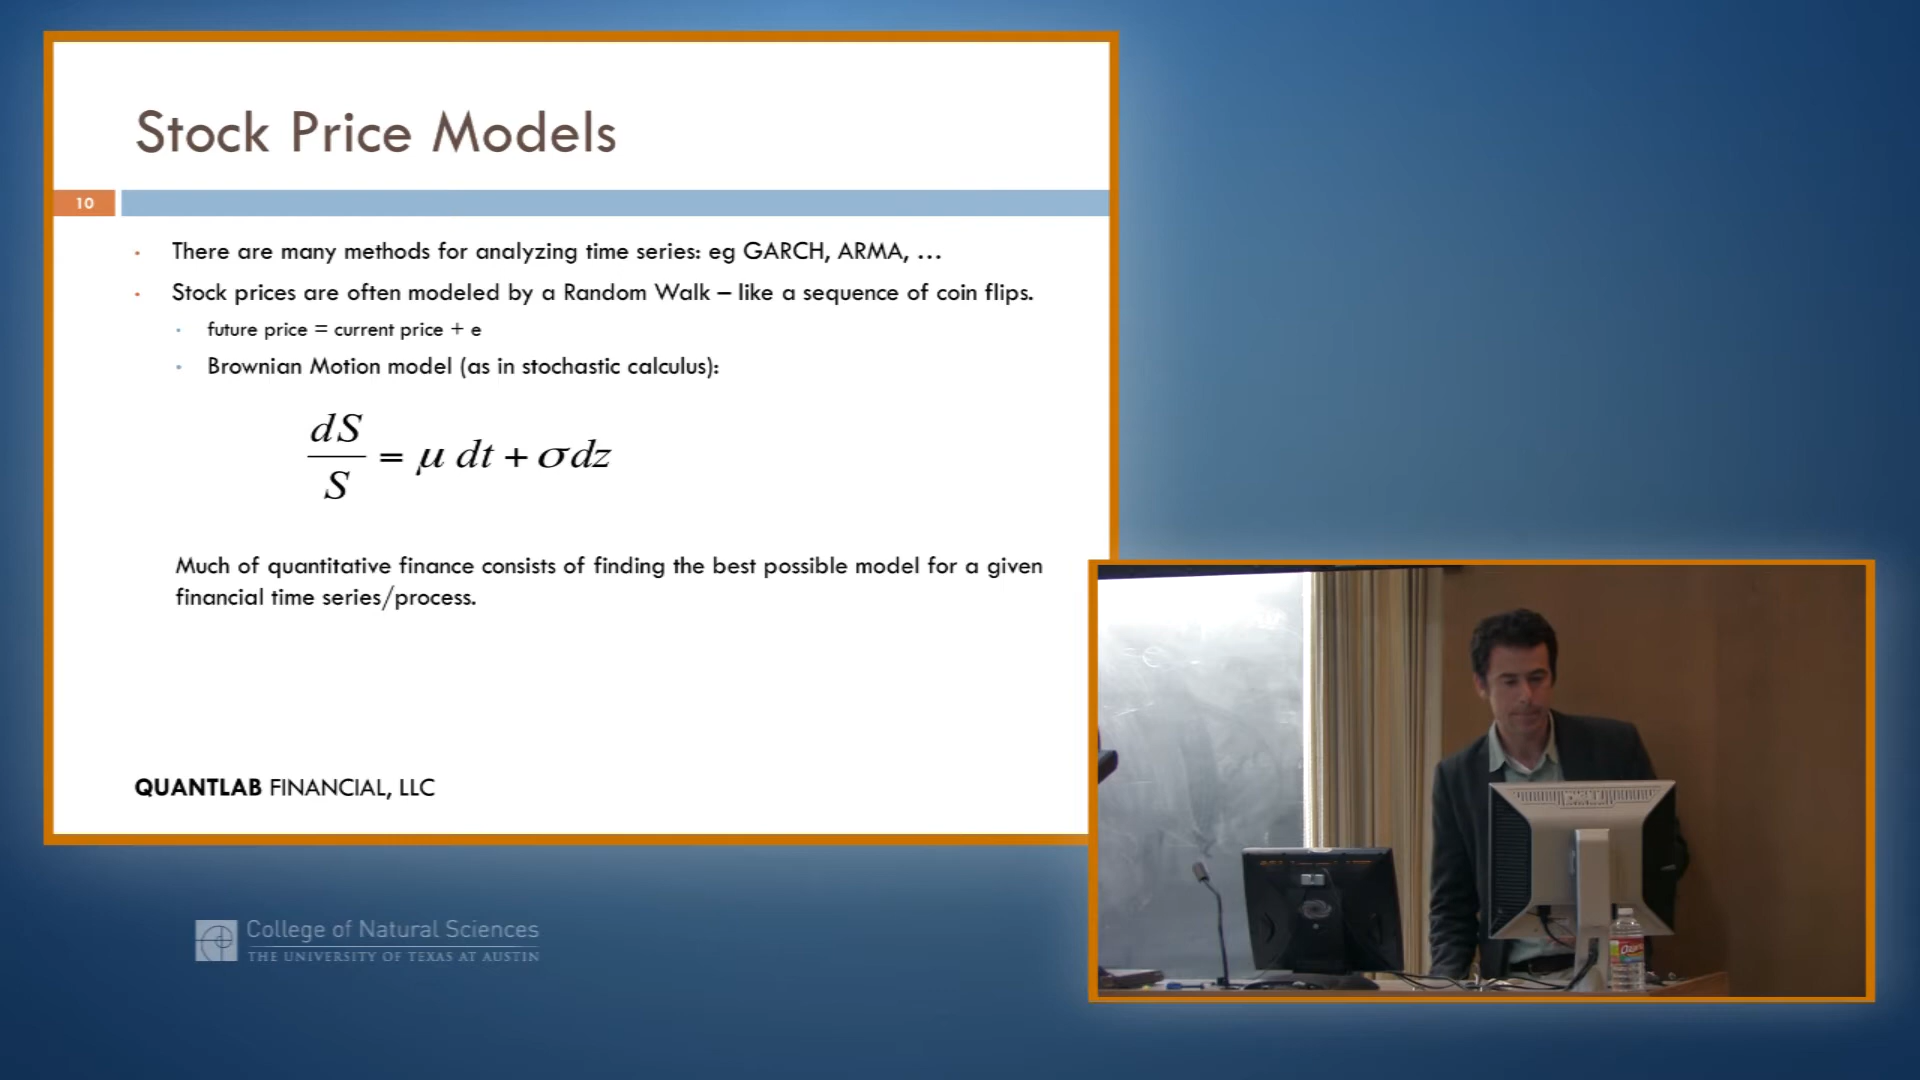 Stock Price Models
10
There are many methods for analyzing time series: eg GARCH, ARMA, …
Stock prices are often modeled by a Random Walk – like a sequence of coin flips.
future price = current price + e
Brownian Motion model (as in stochastic calculus):
dS/S = μ dt + σdz
Much of quantitative finance consists of finding the best possible model for a given
financial time series/process.
QUANTLAB FINANCIAL, LLC
College of Natural Sciences
THE UNIVERSITY OF TEXAS AT AUSTIN